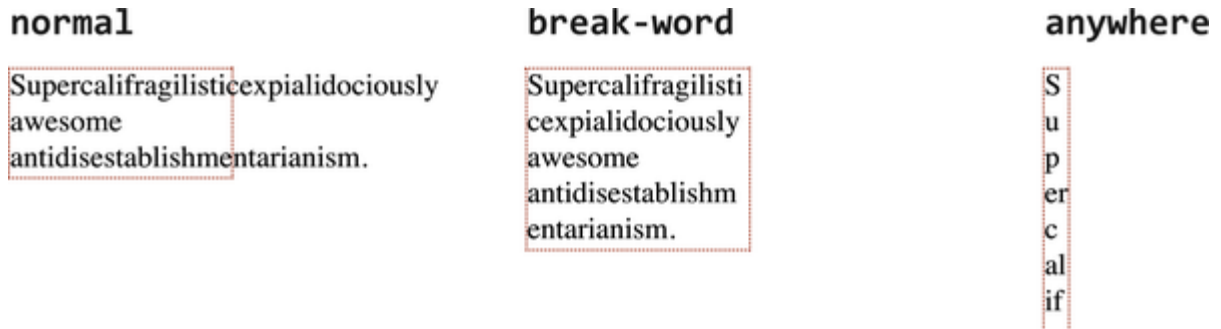 normal
Supercalifragilisticexpialidociously
awesome
antidisestablishmentarianism.
break-word
Supercalifragilisti
cexpialidociously
awesome
antidisestablishm
entarianism.
anywhere
S
u
p
er
c
al
if